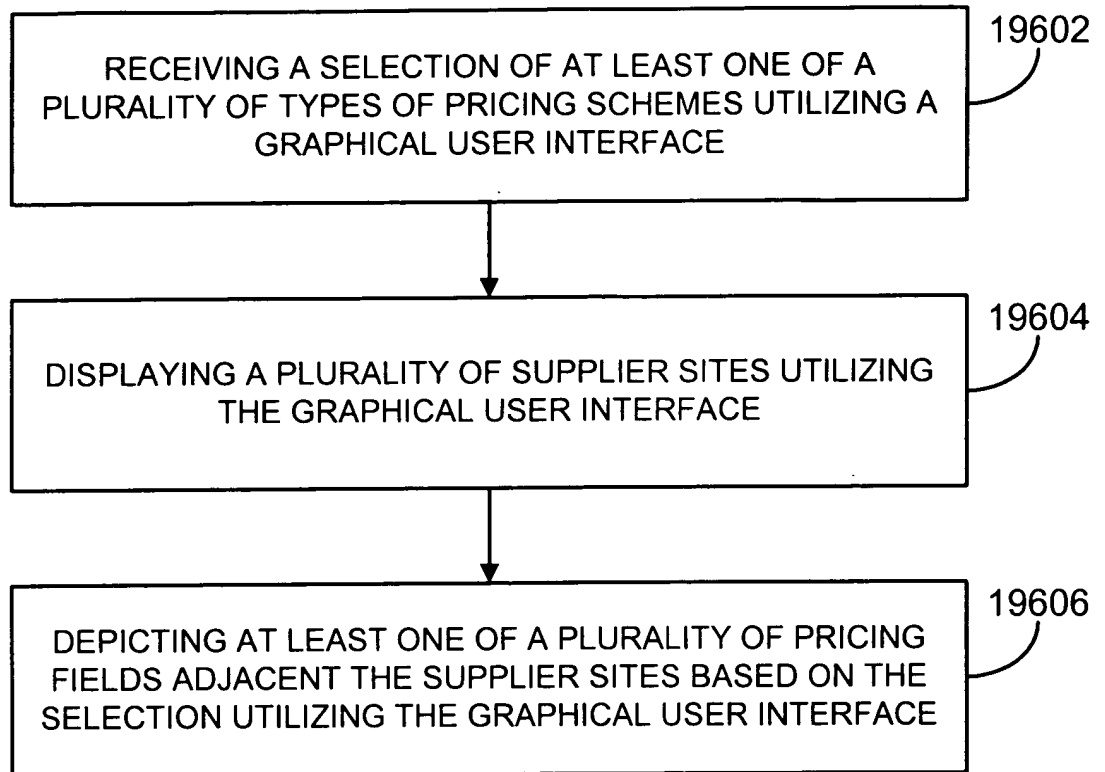 19602
RECEIVING A SELECTION OF AT LEAST ONE OF A
PLURALITY OF TYPES OF PRICING SCHEMES UTILIZING A
GRAPHICAL USER INTERFACE
19604
DISPLAYING A PLURALITY OF SUPPLIER SITES UTILIZING
THE GRAPHICAL USER INTERFACE
19606
DEPICTING AT LEAST ONE OF A PLURALITY OF PRICING
FIELDS ADJACENT THE SUPPLIER SITES BASED ON THE
SELECTION UTILIZING THE GRAPHICAL USER INTERFACE